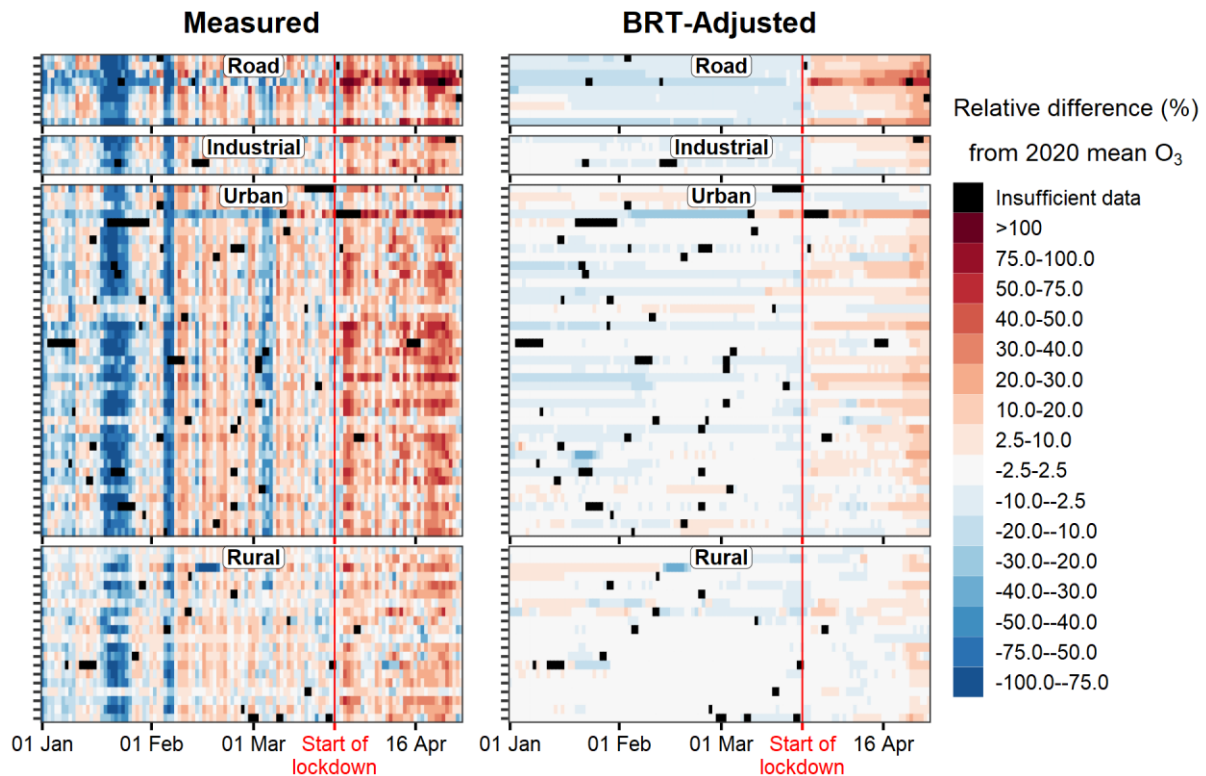 Measured
BRT-Adjusted
Road
Road
Industrial
Industrial
Urban
Urban
Rural
Rural
01 Jan
01 Feb
01 Mar
Start of
lockdown
16 Apr
01 Jan
01 Feb
01 Mar
Start of
lockdown
16 Apr
Relative difference (%)
from 2020 mean O₃
Insufficient data
>100
75.0-100.0
50.0-75.0
40.0-50.0
30.0-40.0
20.0-30.0
10.0-20.0
2.5-10.0
-2.5-2.5
-10.0--2.5
-20.0--10.0
-30.0--20.0
-40.0--30.0
-50.0--40.0
-75.0--50.0
-100.0--75.0